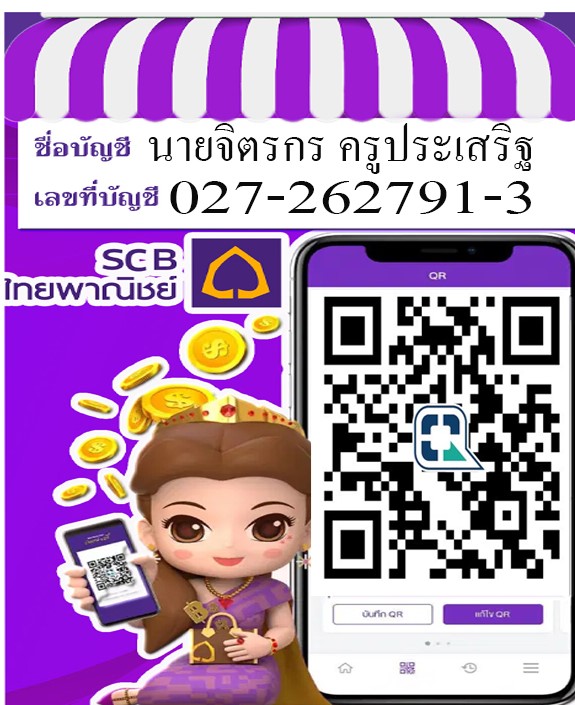 ชื่อบัญชี นายจิตรกร ครูประเสริฐ
เลขที่บัญชี 027-262791-3
SCB
ไทยพาณิชย์
QR
บันทึก QR
แก้ไข QR